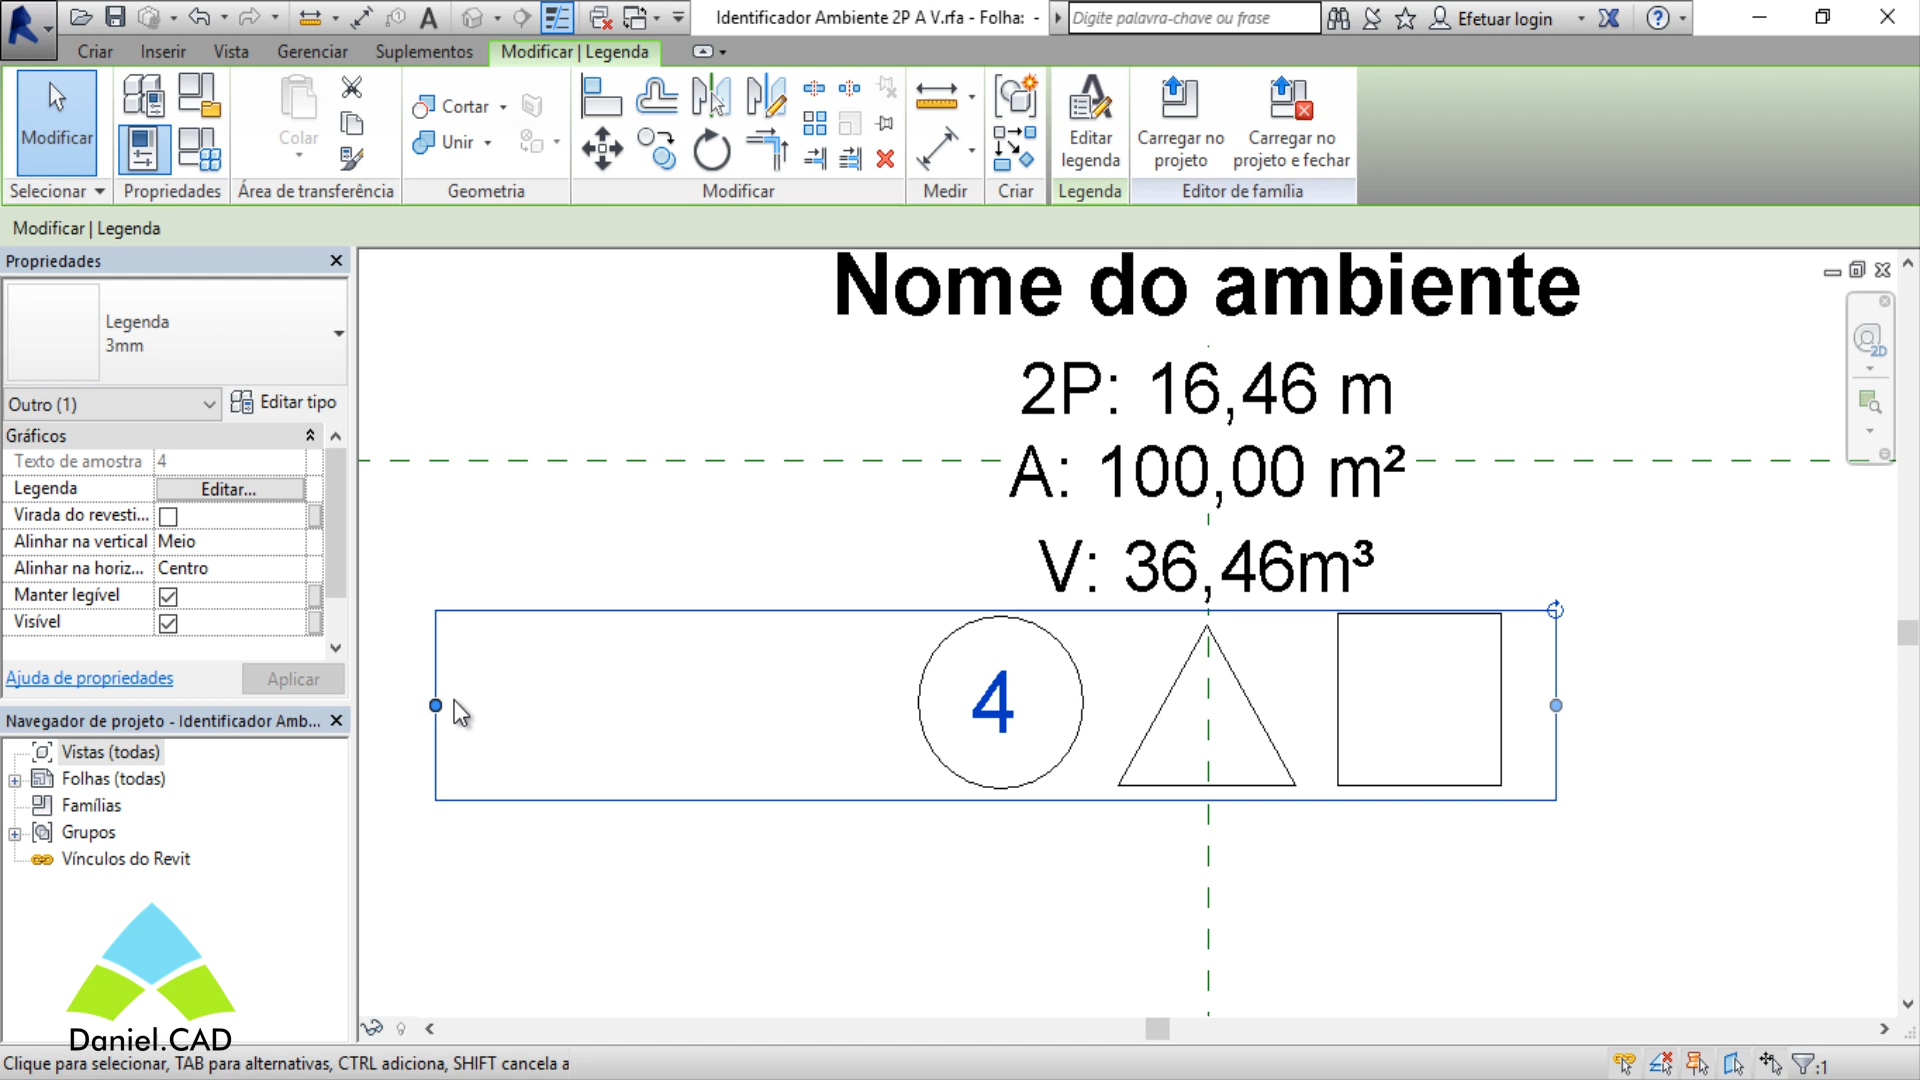 Identificador Ambiente 2P A V.rfa - Folha: -
Digite palavra-chave ou frase
Efetuar login
Criar Inserir Vista Gerenciar Suplementos Modificar | Legenda
Modificar
Colar
Cortar
Unir
Editar legenda
Carregar no projeto
Carregar no projeto e fechar
Selecionar Propriedades Área de transferência Geometria Modificar Medir Criar Legenda Editor de família
Modificar | Legenda
Propriedades
Legenda
3mm
Outro (1) Editar tipo
Gráficos
Texto de amostra 4
Legenda Editar...
Virada do revesti...
Alinhar na vertical Meio
Alinhar na horiz... Centro
Manter legível
Visível
Ajuda de propriedades Aplicar
Navegador de projeto - Identificador Amb...
Vistas (todas)
Folhas (todas)
Famílias
Grupos
Vínculos do Revit
Daniel.CAD
Nome do ambiente
2P: 16,46 m
A: 100,00 m²
V: 36,46m³
4
2D
Clique para selecionar, TAB para alternativas, CTRL adiciona, SHIFT cancela a
:1